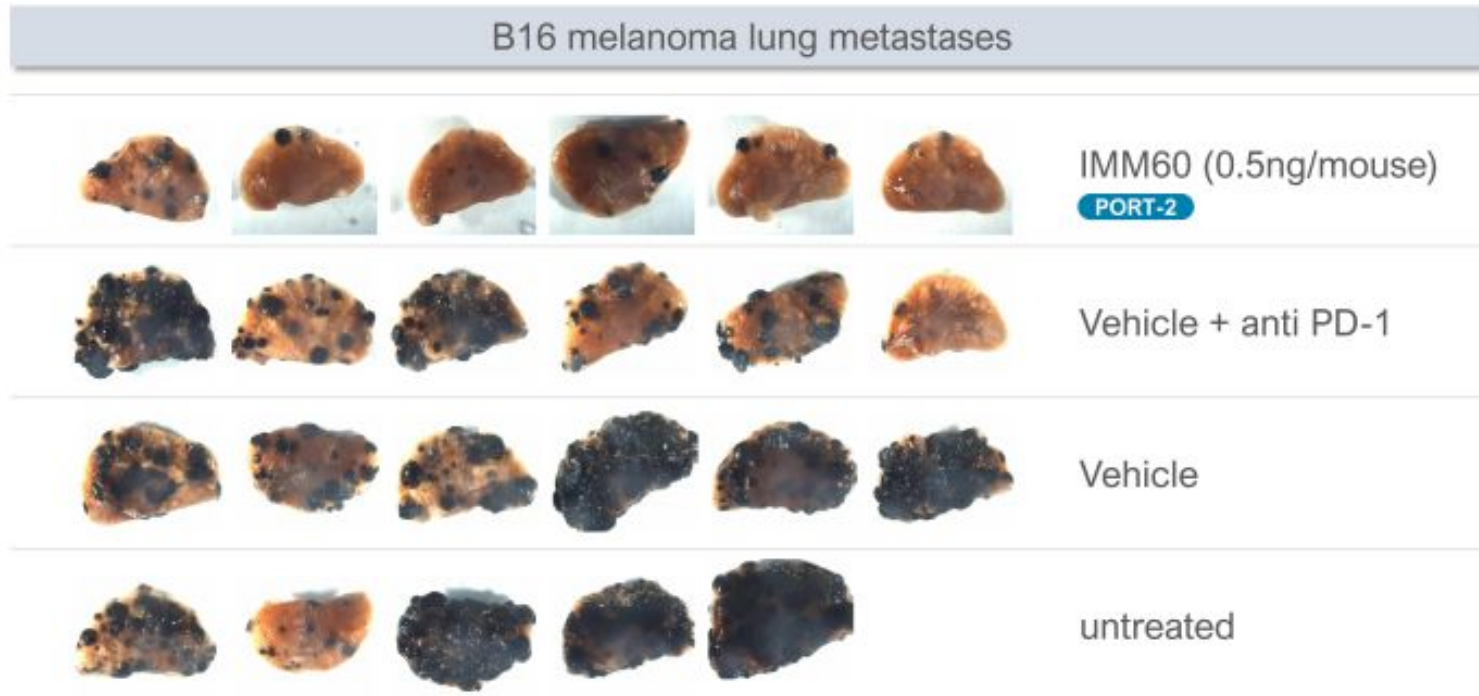 B16 melanoma lung metastases
IMM60 (0.5ng/mouse)
PORT-2
Vehicle + anti PD-1
Vehicle
untreated